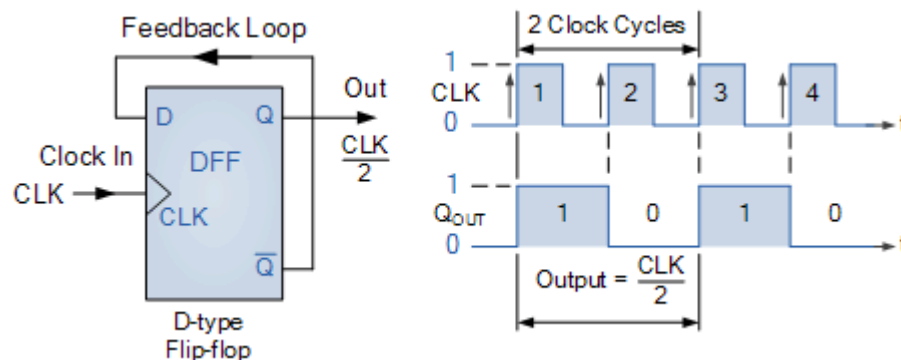 Feedback Loop
D
Q
Out
CLK
2
DFF
Clock In
CLK
CLK
Q
D-type
Flip-flop
2 Clock Cycles
1
CLK
0
1
2
3
4
t
1
Q OUT
0
1
0
1
0
t
Output = CLK
2